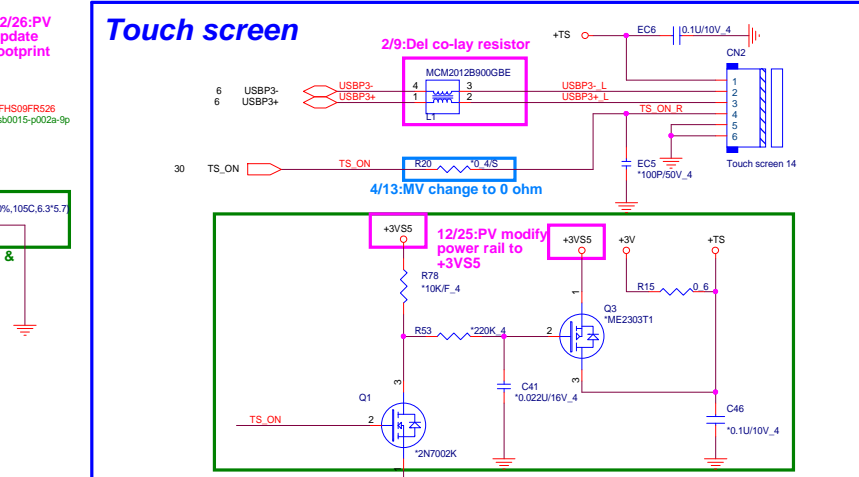 2/26:PV
pdate
ootprint
FHS09FR526
sb0015-p002a-9p
0%,105C,6.3*5.7)
&
Touch screen
2/9:Del co-lay resistor
MCM2012B900GBE
6 USBP3- USBP3- 4 3 USBP3-_L
6 USBP3+ USBP3+ 1 2 USBP3+_L
L1
+TS EC6 0.1U/10V_4
CN2
1
2
3
4
5
6
TS_ON_R
Touch screen 14
EC5
*100P/50V_4
30 TS_ON TS_ON R20 *0_4/S
4/13:MV change to 0 ohm
+3VS5
12/25:PV modify
power rail to
+3VS5
+3VS5 +3V +TS
R78
*10K/F_4
R15 0_6
1
Q3
*ME2303T1
R53 *220K_4 2
3
C41
*0.022U/16V_4
3
Q1
TS_ON 2
*2N7002K
1
C46
*0.1U/10V_4